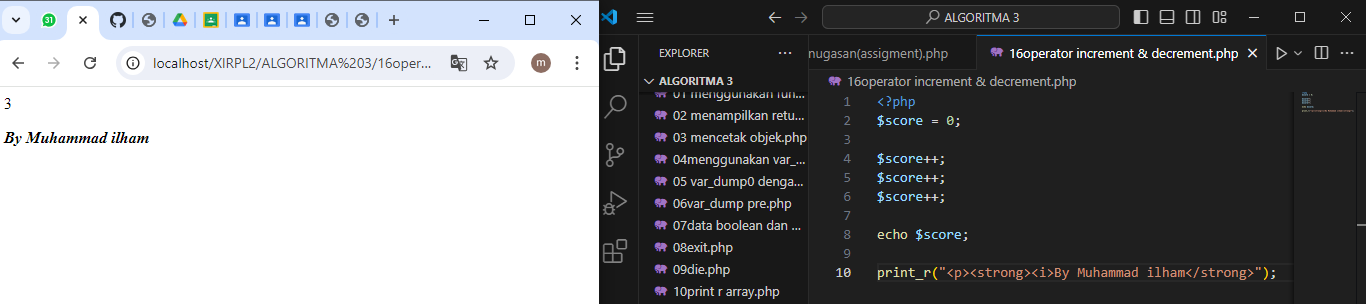 31
localhost/XIRPL2/ALGORITMA%203/16oper...
m
3
By Muhammad ilham
ALGORITMA 3
EXPLORER
ALGORITMA 3
01 menggunakan fun...
02 menampilkan retu...
03 mencetak objek.php
04menggunakan var_...
05 var_dump0 denga...
06var_dump pre.php
07data boolean dan ...
08exit.php
09die.php
10print r array.php
nugasan(assigment).php
16operator increment & decrement.php
16operator increment & decrement.php
1 <?php
2 $score = 0;
3
4 $score++;
5 $score++;
6 $score++;
7
8 echo $score;
9
10 print_r("<p><strong><i>By Muhammad ilham</strong>");